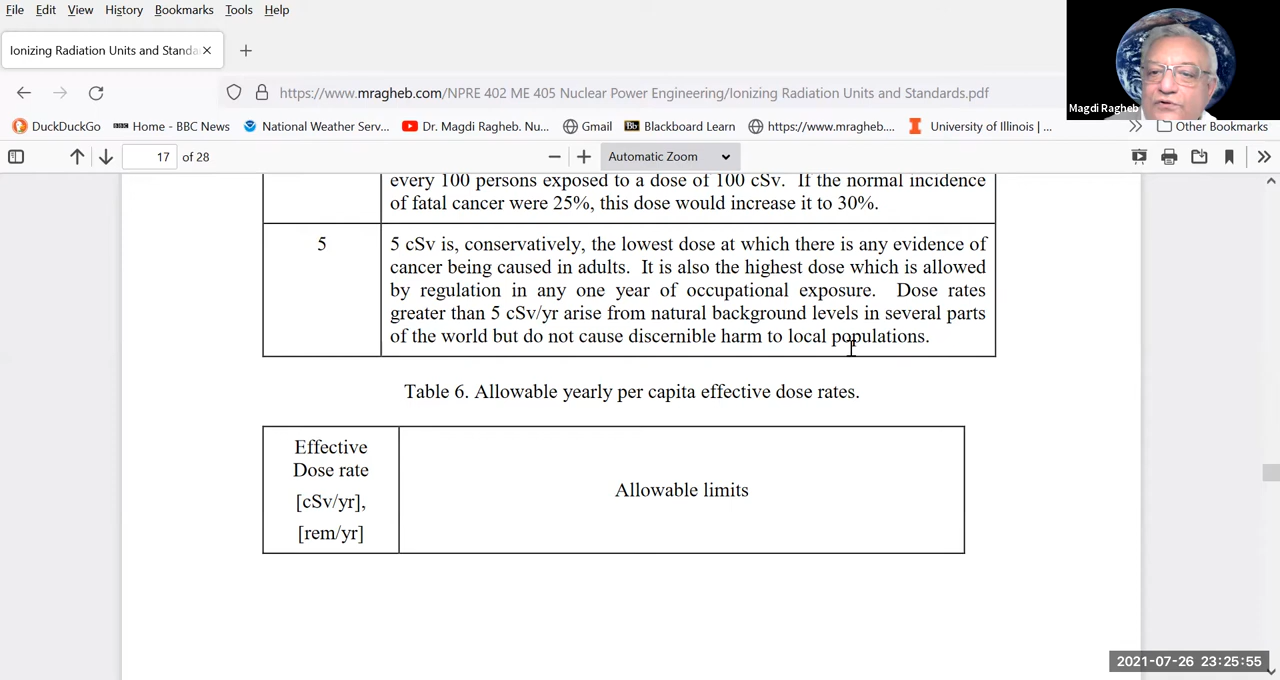 File Edit View History Bookmarks Tools Help
Ionizing Radiation Units and Standa
https://www.mragheb.com/NPRE 402 ME 405 Nuclear Power Engineering/Ionizing Radiation Units and Standards.pdf
Magdi Ragheb
DuckDuckGo BBC Home - BBC News National Weather Serv... Dr. Magdi Ragheb. Nu... Gmail Bb Blackboard Learn https://www.mragheb.... University of Illinois |... Other Bookmarks
17 of 28 Automatic Zoom
every 100 persons exposed to a dose of 100 cSv. If the normal incidence
of fatal cancer were 25%, this dose would increase it to 30%.
5
5 cSv is, conservatively, the lowest dose at which there is any evidence of
cancer being caused in adults. It is also the highest dose which is allowed
by regulation in any one year of occupational exposure. Dose rates
greater than 5 cSv/yr arise from natural background levels in several parts
of the world but do not cause discernible harm to local populations.
Table 6. Allowable yearly per capita effective dose rates.
Effective
Dose rate
[cSv/yr],
[rem/yr]
Allowable limits
2021-07-26 23:25:55